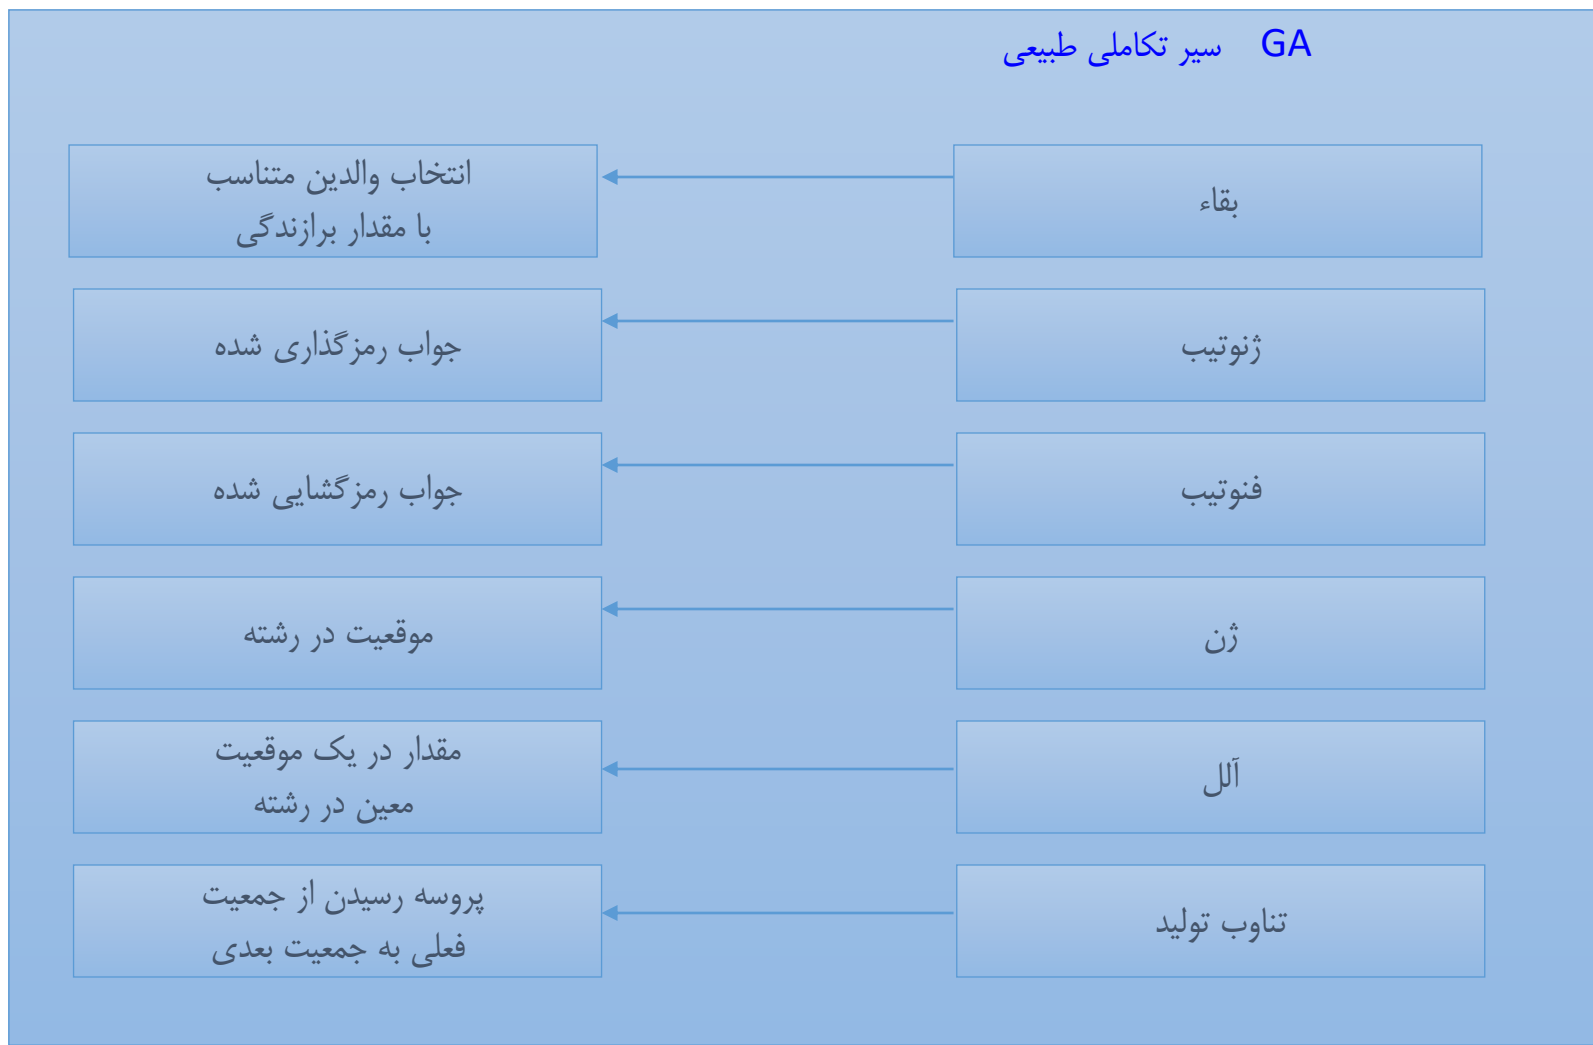 GA سیر تکاملی طبیعی
بقاء
انتخاب والدین متناسب
با مقدار برازندگی
ژنوتیب
جواب رمزگذاری شده
فنوتیب
جواب رمزگشایی شده
ژن
موقعیت در رشته
آلل
مقدار در یک موقعیت
معین در رشته
تناوب تولید
پروسه رسیدن از جمعیت
فعلی به جمعیت بعدی